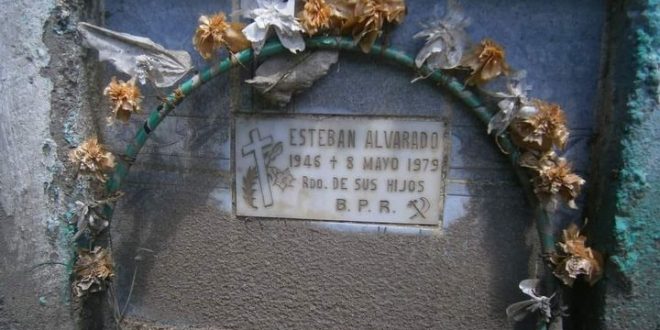 ESTEBAN ALVARADO
1946 + 8 MAYO 1979
RDO. DE SUS HIJOS
B. P. R.